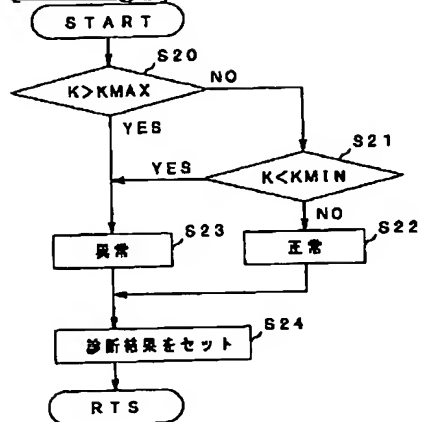 START
S20
K>KMAX
NO
YES
S21
K<KMIN
YES
NO
異常
S23
正常
S22
診断結果をセット
S24
RTS